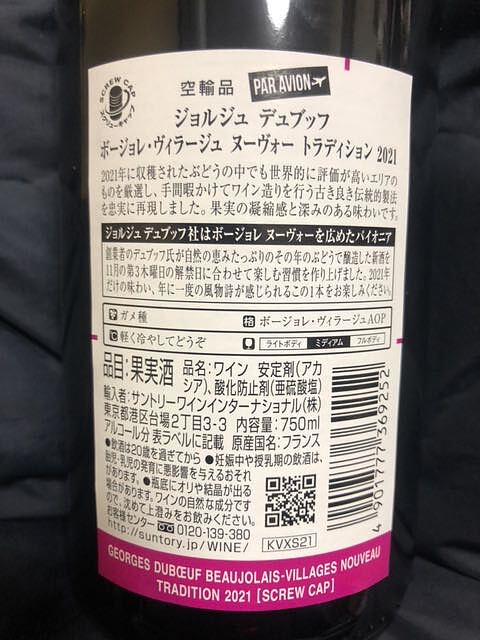 SCREW CAP
スクリューキャップ
空輸品 PAR AVION
ジョルジュ デュブッフ
ボージョレ・ヴィラージュ ヌーヴォー トラディション 2021
2021年に収穫されたぶどうの中でも世界的に評価が高いエリアの
ものを厳選し、手間暇かけてワイン造りを行う古き良き伝統的製法
を忠実に再現しました。果実の凝縮感と深みのある味わいです。
ジョルジュ デュブッフ社はボージョレ ヌーヴォーを広めたパイオニア
創業者のデュブッフ氏が自然の恵みたっぷりのその年のぶどうで醸造した新酒を
11月の第3木曜日の解禁日に合わせて楽しむ習慣を作り上げました。2021年
だけの味わい、年に一度の風物詩が感じられるこの1本をお楽しみください。
ガメ種 格 ボージョレ・ヴィラージュAOP
℃ 軽く冷やしてどうぞ ライトボディ ミディアム フルボディ
品目:果実酒 品名:ワイン 安定剤(アカ
シア)、酸化防止剤(亜硫酸塩)
輸入者:サントリーワインインターナショナル(株)
東京都港区台場2丁目3-3 内容量:750ml
アルコール分 表ラベルに記載 原産国名:フランス
●飲酒は20歳を過ぎてから ●妊娠中や授乳期の飲酒は、
胎児・乳児の発育に悪影響を与えるおそれ
があります。●瓶底にオリや結晶が出る
場合があります。ワインの自然な成分です
ので、沈めて上澄みをお飲みください。
お客様センター 0120-139-380
http://suntory.jp/WINE/
KVXS21
4 901777 369252
GEORGES DUBŒUF BEAUJOLAIS-VILLAGES NOUVEAU
TRADITION 2021 [SCREW CAP]